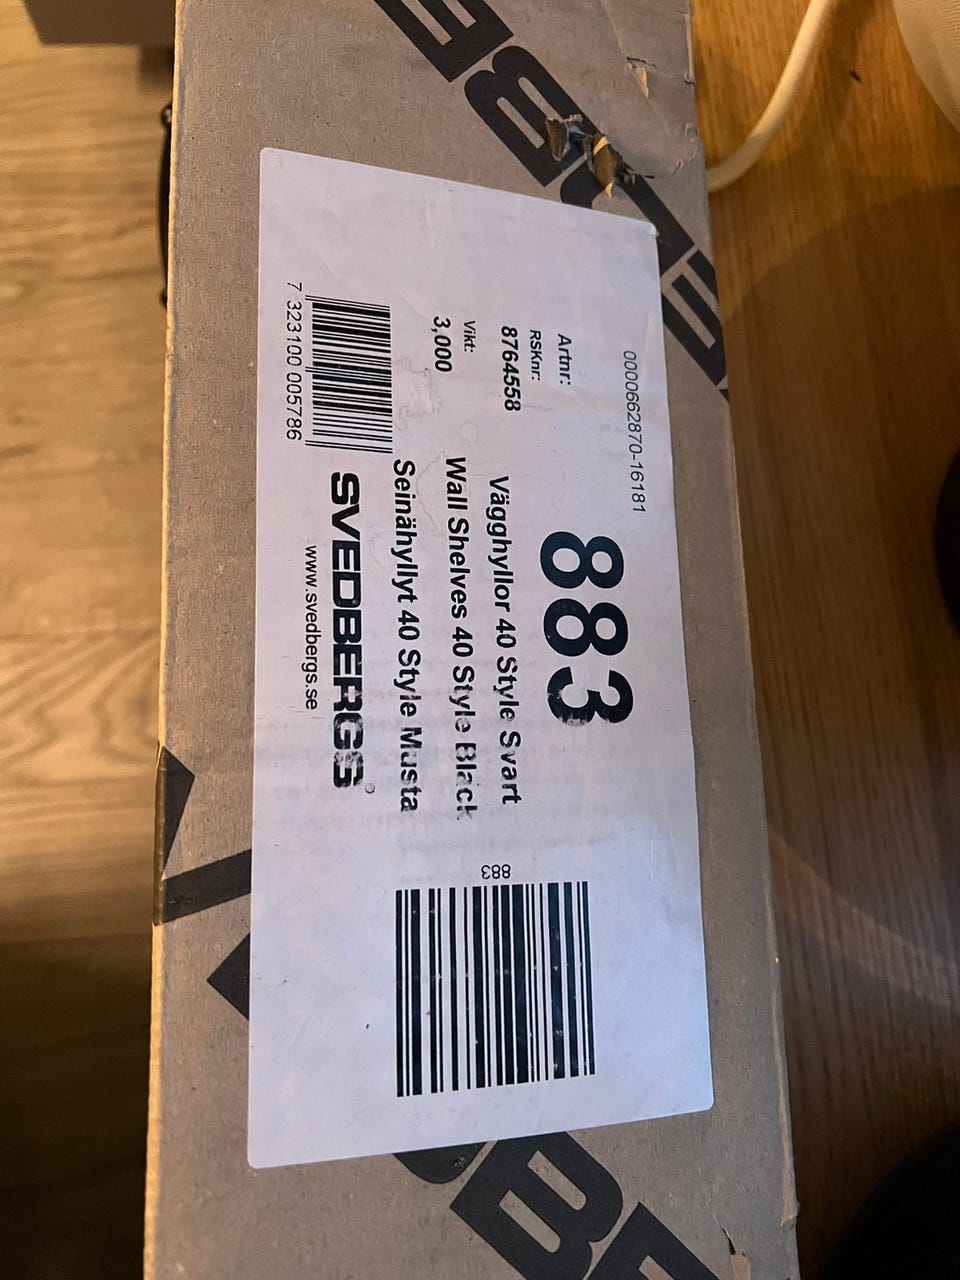 0000662870-16181
Artnr:
883
RSKnr:
8764558
Vägghyllor 40 Style Svart
Vikt:
3,000
Wall Shelves 40 Style Black
Seinähyllyt 40 Style Musta
883
7 323100 005786
SVEDBERGS
www.svedbergs.se